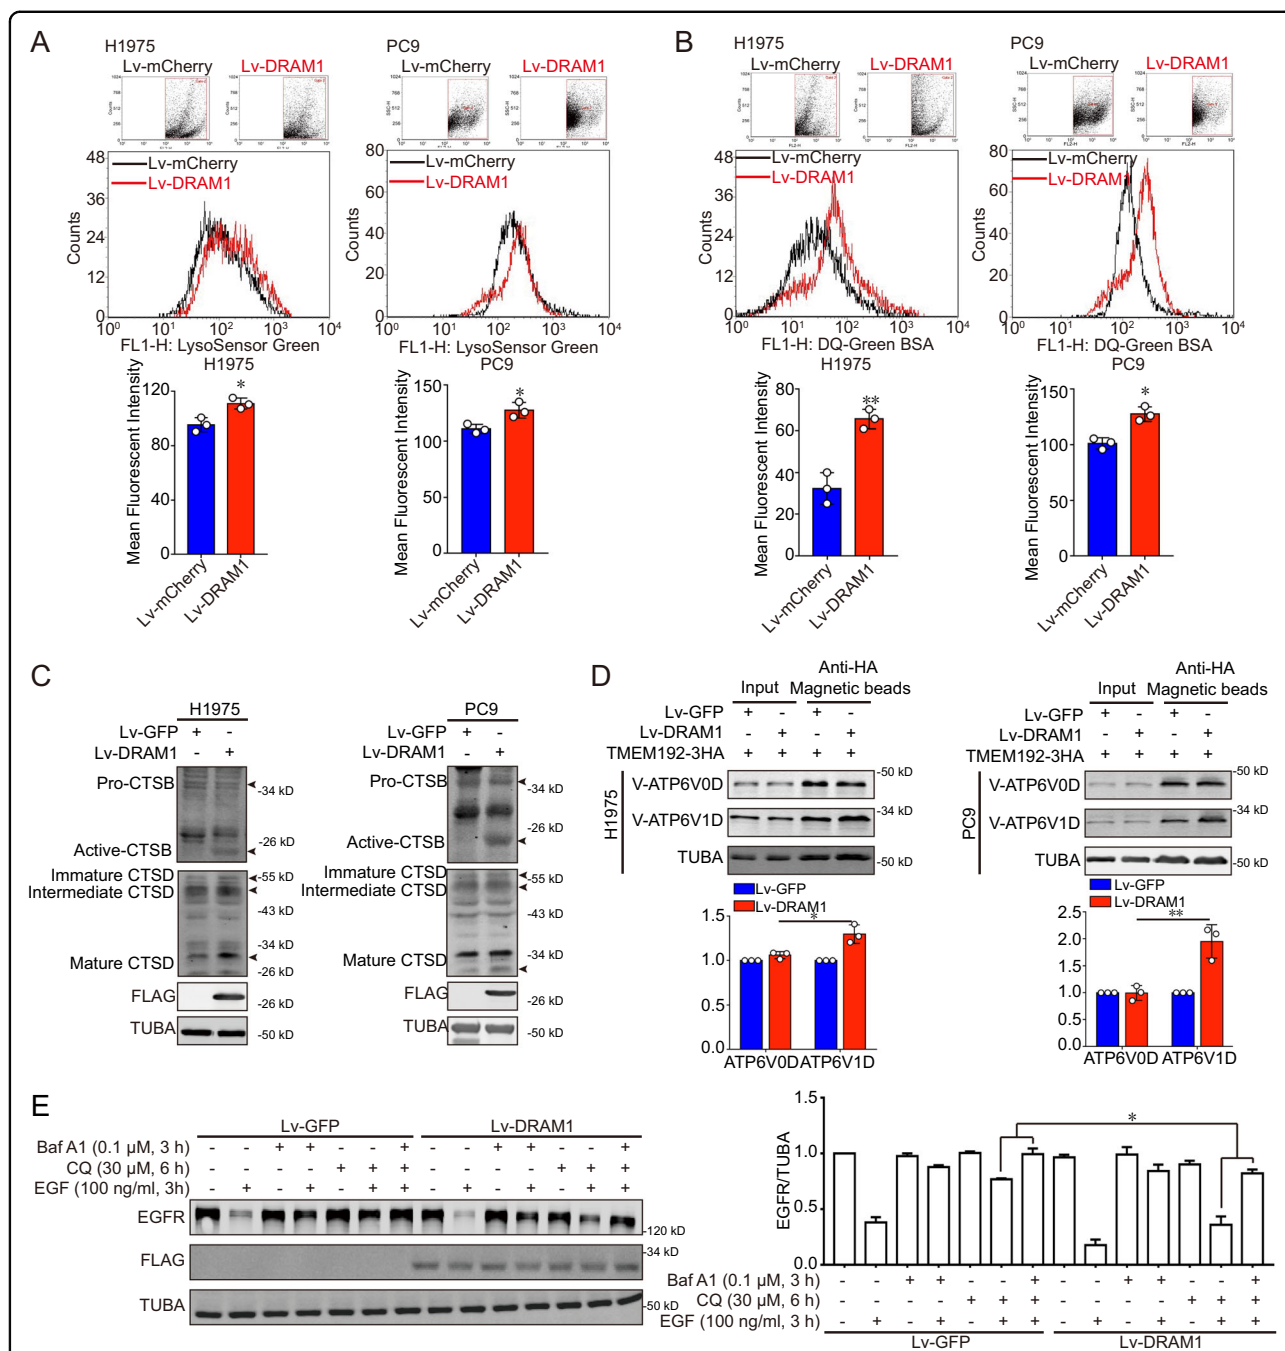 A
H1975
Lv-mCherry Lv-DRAM1
PC9
Lv-mCherry Lv-DRAM1
1024
768
512
256
Counts
SSC-H
Lv-mCherry
Lv-DRAM1
48
36
24
12
0
Counts
10⁰ 10¹ 10² 10³ 10⁴
FL1-H: LysoSensor Green
Lv-mCherry
Lv-DRAM1
80
60
40
20
0
Counts
10⁰ 10¹ 10² 10³ 10⁴
FL1-H: LysoSensor Green
H1975
Mean Fluorescent Intensity
120
80
40
0
*
Lv-mCherry
Lv-DRAM1
PC9
Mean Fluorescent Intensity
150
100
50
0
*
Lv-mCherry
Lv-DRAM1
B
H1975
Lv-mCherry Lv-DRAM1
PC9
Lv-mCherry Lv-DRAM1
1024
768
512
256
Counts
FL2-H
SSC-H
FL2-H
Lv-mCherry
Lv-DRAM1
48
36
24
12
0
Counts
10⁰ 10¹ 10² 10³ 10⁴
FL1-H: DQ-Green BSA
Lv-mCherry
Lv-DRAM1
80
60
40
20
0
Counts
10⁰ 10² 10³ 10⁴
FL1-H: DQ-Green BSA
H1975
Mean Fluorescent Intensity
80
60
40
20
0
**
Lv-mCherry
Lv-DRAM1
PC9
Mean Fluorescent Intensity
150
100
50
0
*
Lv-mCherry
Lv-DRAM1
C
H1975
Lv-GFP + -
Lv-DRAM1 - +
Pro-CTSB
-34 kD
-26 kD
Active-CTSB
Immature CTSD -55 kD
Intermediate CTSD
-43 kD
-34 kD
Mature CTSD
-26 kD
FLAG -26 kD
TUBA -50 kD
PC9
Lv-GFP + -
Lv-DRAM1 - +
Pro-CTSB
-34 kD
-26 kD
Active-CTSB
Immature CTSD -55 kD
Intermediate CTSD
-43 kD
-34 kD
Mature CTSD
-26 kD
FLAG -26 kD
TUBA -50 kD
D
Anti-HA
Input Magnetic beads
Lv-GFP + - + -
Lv-DRAM1 - + - +
TMEM192-3HA + + + +
H1975
-50 kD
V-ATP6V0D
-34 kD
V-ATP6V1D
TUBA -50 kD
Lv-GFP
Lv-DRAM1
1.5
1.0
0.5
0.0
*
ATP6V0D ATP6V1D
Anti-HA
Input Magnetic beads
Lv-GFP + - + -
Lv-DRAM1 - + - +
TMEM192-3HA + + + +
PC9
-50 kD
V-ATP6V0D
-34 kD
V-ATP6V1D
TUBA -50 kD
Lv-GFP
Lv-DRAM1
2.5
2.0
1.5
1.0
0.5
0.0
**
ATP6V0D ATP6V1D
E
Lv-GFP Lv-DRAM1
Baf A1 (0.1 µM, 3 h) - - + + - - + - - + + - - +
CQ (30 µM, 6 h) - - - - + + + - - - - + + +
EGF (100 ng/ml, 3h) - + - + - + + - + - + - + +
EGFR
-120 kD
-34 kD
FLAG
TUBA -50 kD
EGFR/TUBA
1.5
1.0
0.5
0.0
*
Baf A1 (0.1 µM, 3 h) - - + + - - + - - + + - - +
CQ (30 µM, 6 h) - - - - + + + - - - - + + +
EGF (100 ng/ml, 3 h) - + - + - + + - + - + - + +
Lv-GFP Lv-DRAM1